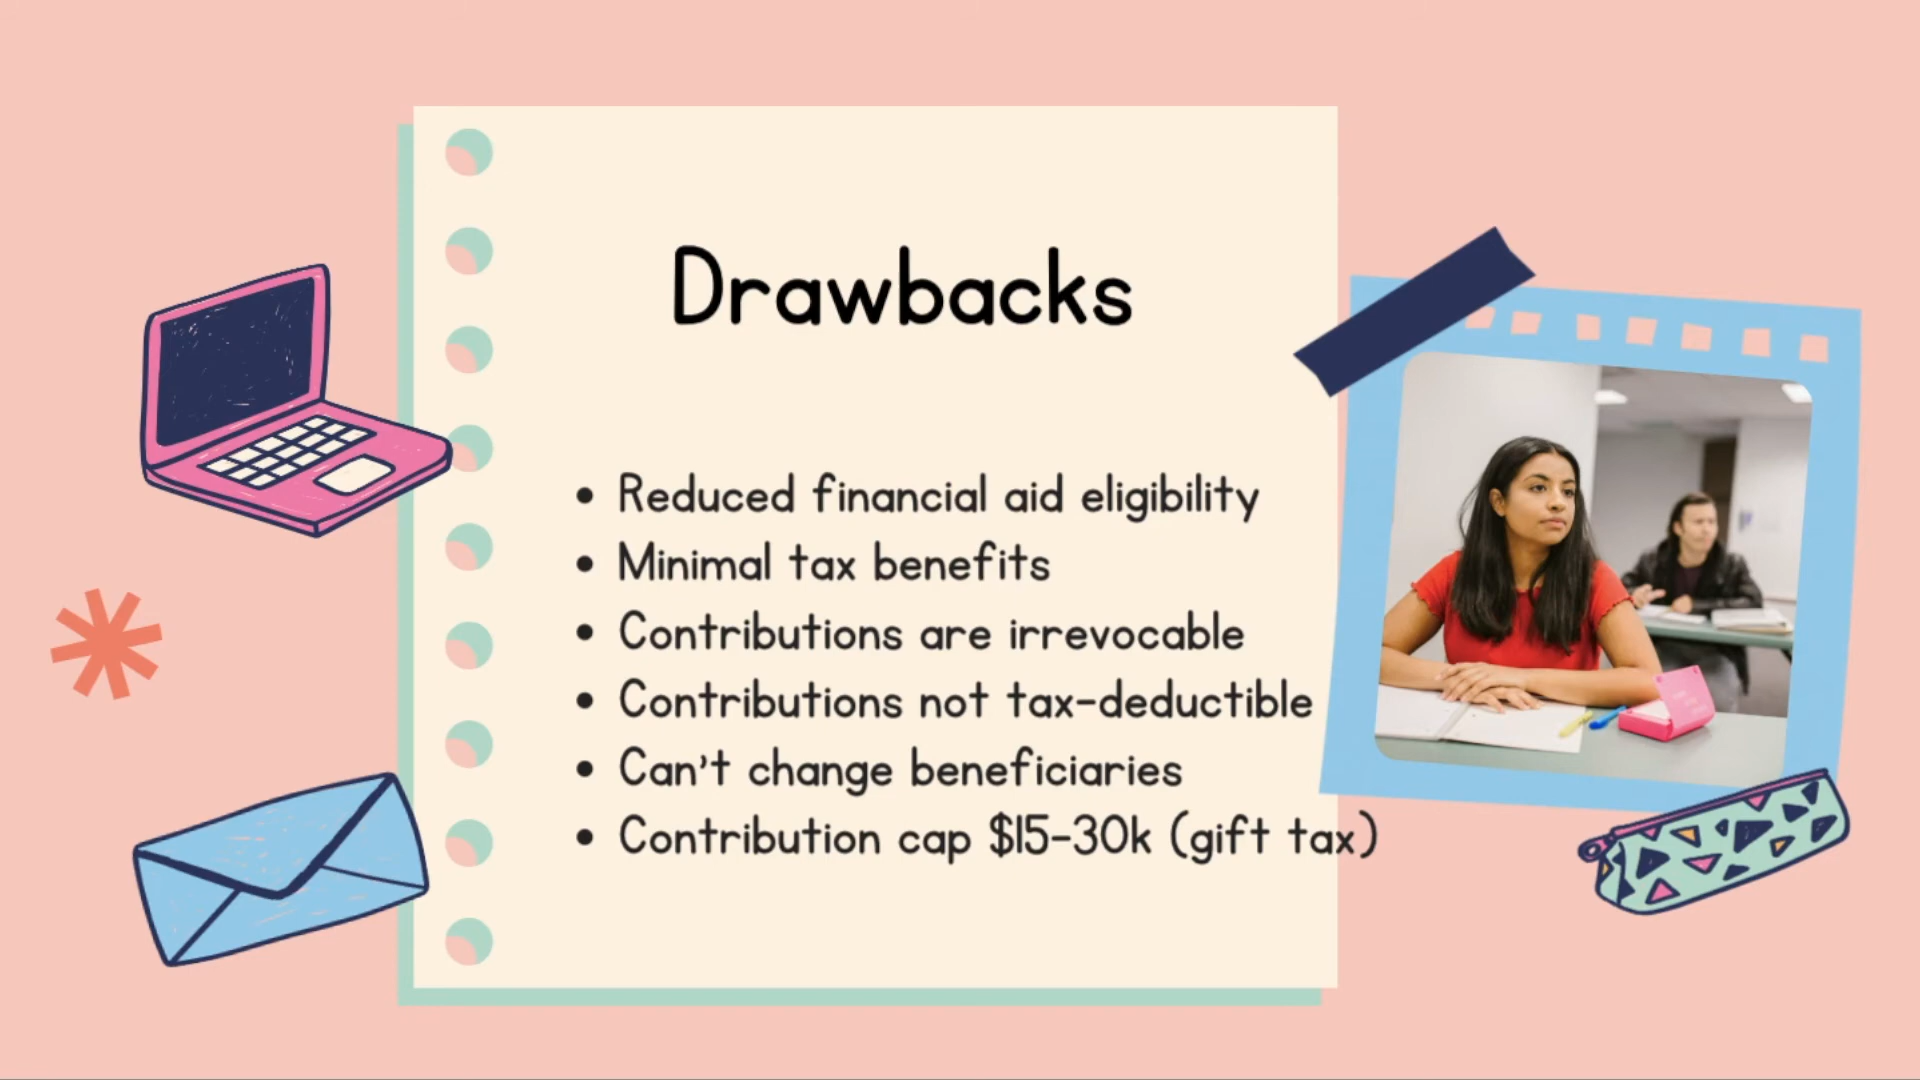 Drawbacks
• Reduced financial aid eligibility
• Minimal tax benefits
• Contributions are irrevocable
• Contributions not tax-deductible
• Can't change beneficiaries
• Contribution cap $15-30k (gift tax)